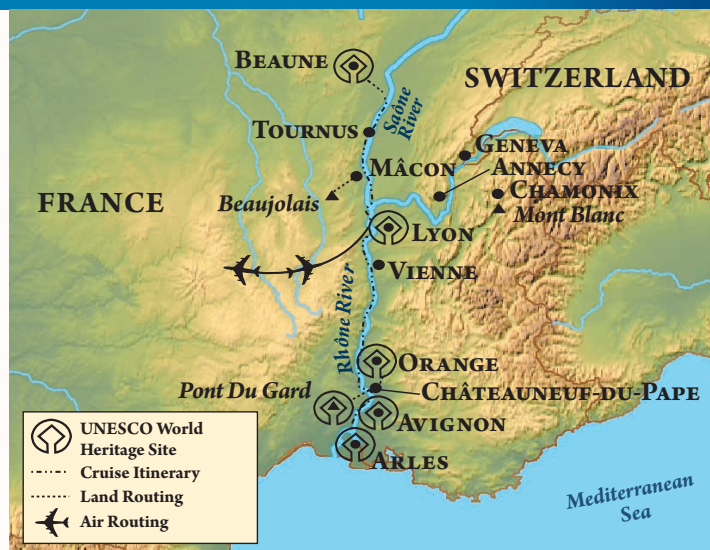 BEAUNE
SWITZERLAND
Saône
River
TOURNUS
GENEVA
MÂCON
ANNECY
Beaujolais
CHAMONIX
FRANCE
Mont Blanc
LYON
VIENNE
Rhône River
ORANGE
Pont Du Gard
CHÂTEAUNEUF-DU-PAPE
AVIGNON
ARLES
UNESCO World
Heritage Site
Cruise Itinerary
Land Routing
Air Routing
Mediterranean
Sea